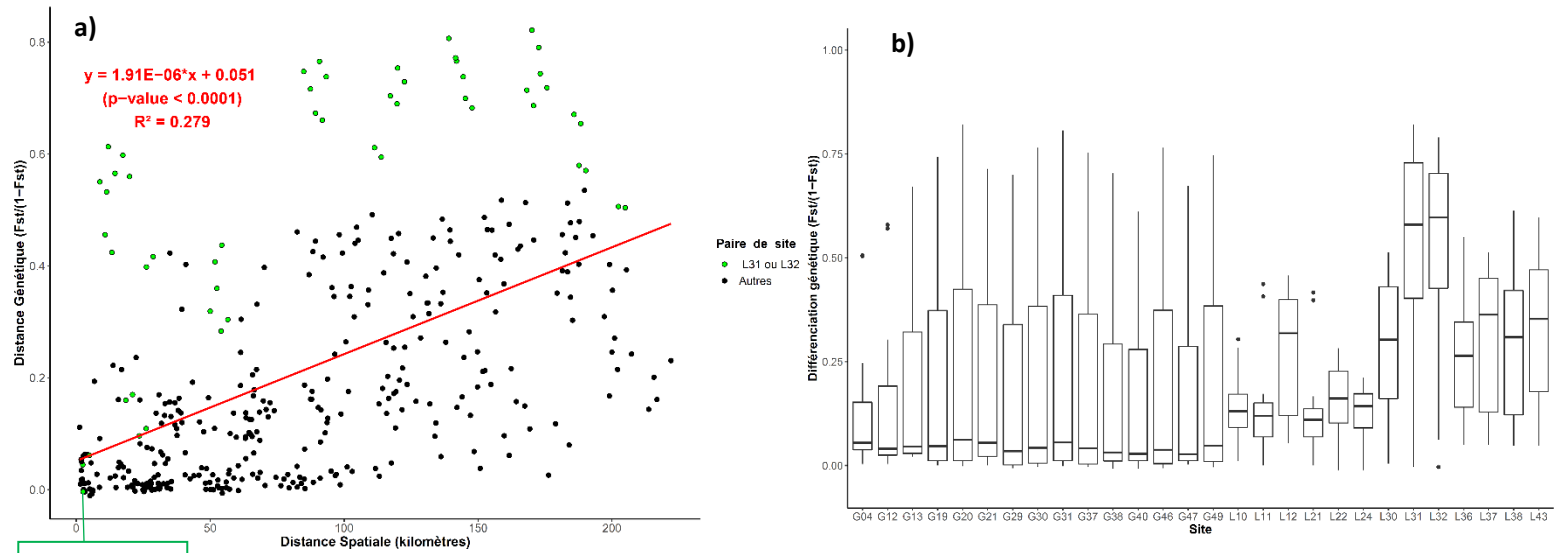 a)
y = 1.91E−06*x + 0.051
(p−value < 0.0001)
R² = 0.279
Distance Génétique (Fst/(1−Fst))
0.8
0.6
0.4
0.2
0.0
0 50 100 150 200
Distance Spatiale (kilomètres)
Paire de site
L31 ou L32
Autres
b)
Différenciation génétique (Fst/(1−Fst))
1.00
0.75
0.50
0.25
0.00
G04 G12 G13 G19 G20 G21 G29 G30 G31 G37 G38 G40 G46 G47 G49 L10 L11 L12 L21 L22 L24 L30 L31 L32 L36 L37 L38 L43
Site